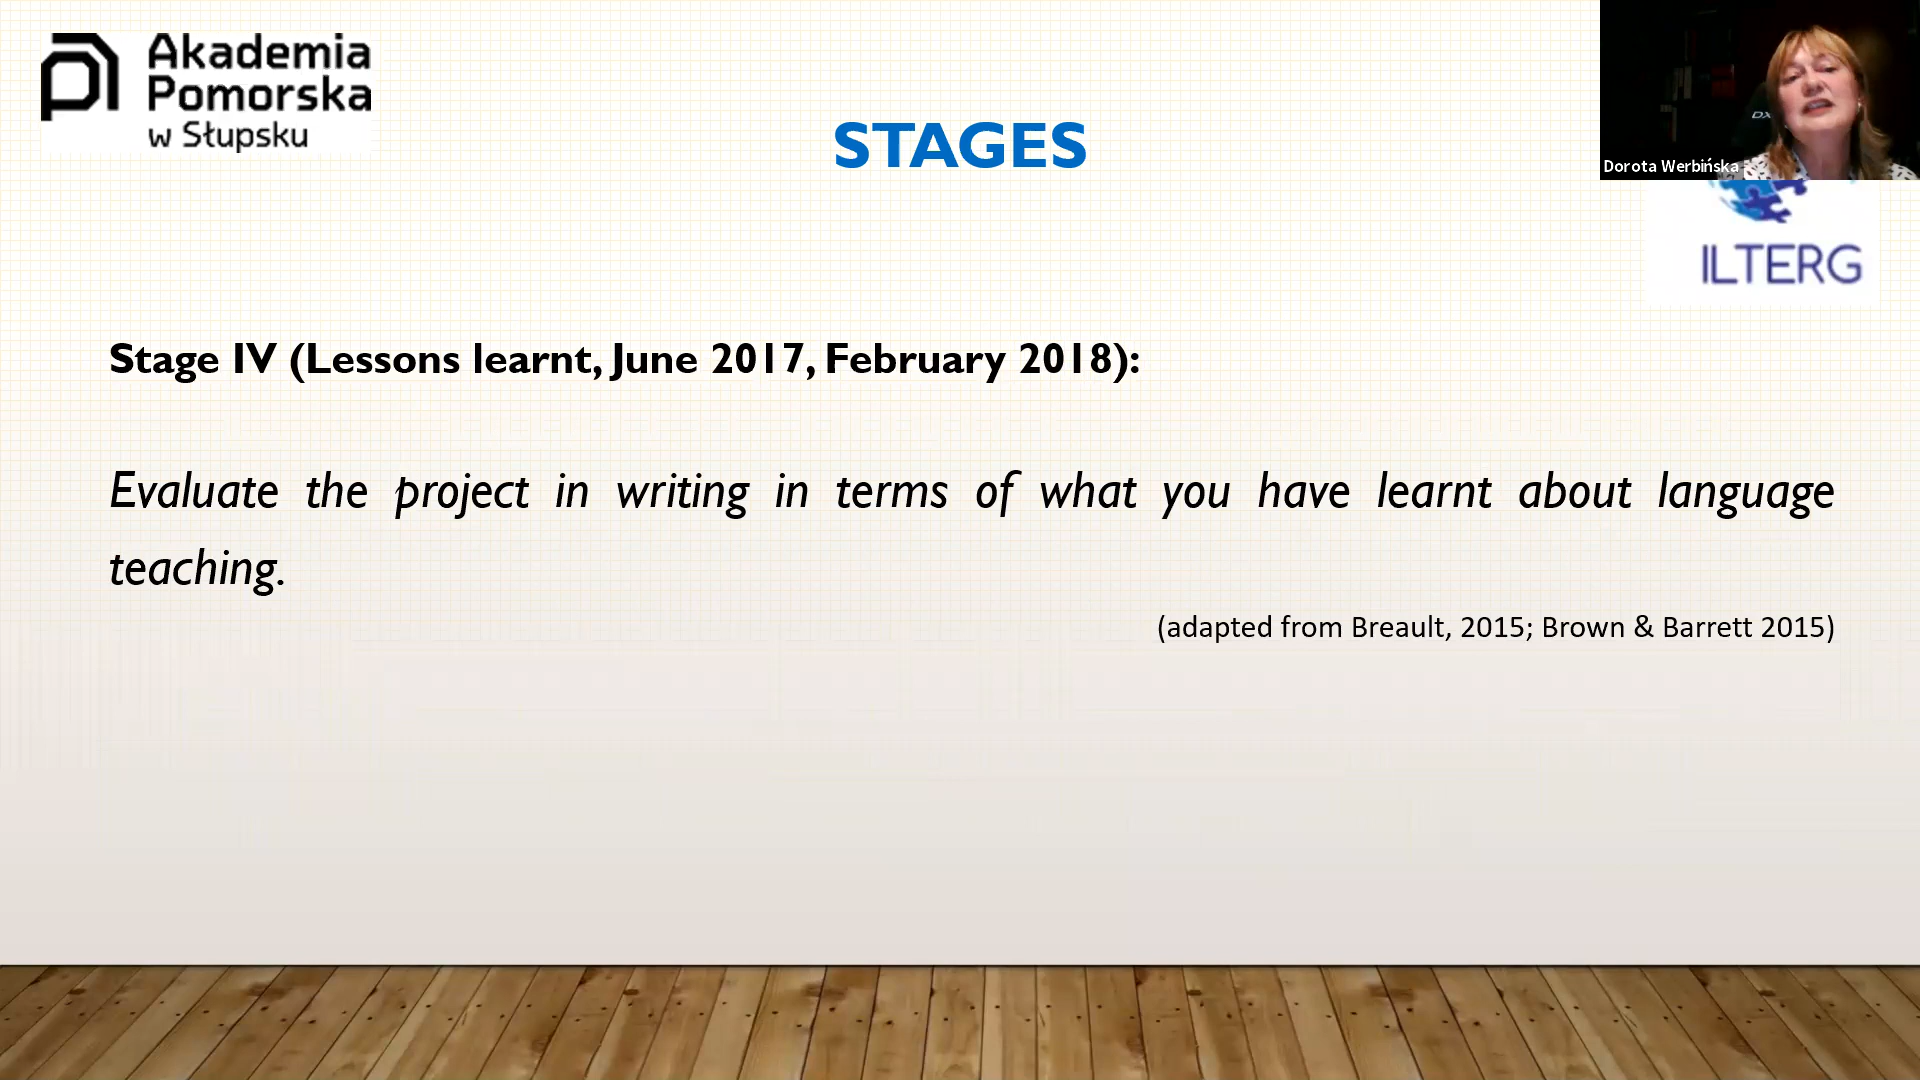 Akademia
Pomorska
w Słupsku
STAGES
DX
Dorota Werbińska
ILTERG
Stage IV (Lessons learnt, June 2017, February 2018):
Evaluate the project in writing in terms of what you have learnt about language
teaching.
(adapted from Breault, 2015; Brown & Barrett 2015)